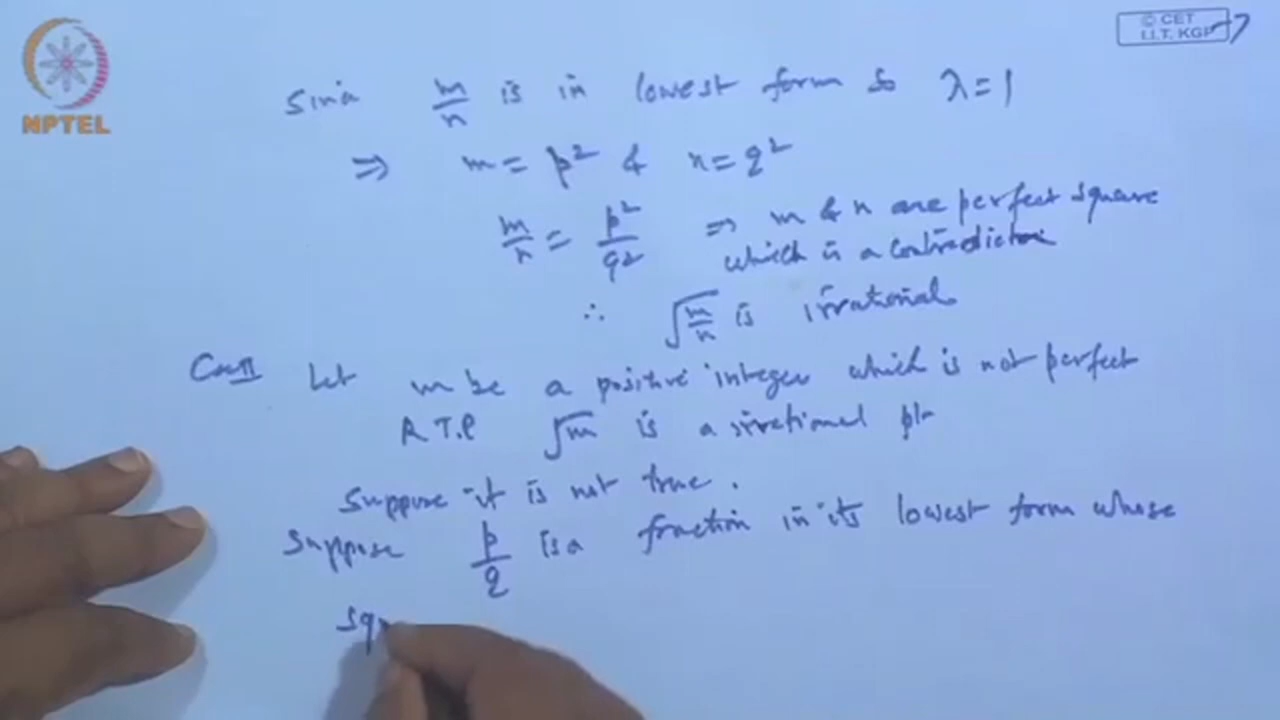 © CET
I.I.T. KGP
7
NPTEL
Since m/n is in lowest form so λ=1
⇒ m = p² & n = q²
m/n = p²/q² ⇒ m & n are perfect square
which is a contradiction
∴ √(m/n) is irrational
Case II Let m be a positive integer which is not perfect
R.T.P √m is a irrational
Suppose it is not true.
Suppose p/q is a fraction in its lowest form whose
squ